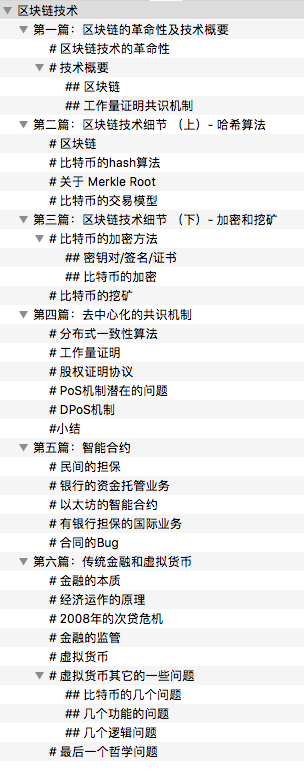 区块链技术
第一篇：区块链的革命性及技术概要
# 区块链技术的革命性
# 技术概要
## 区块链
## 工作量证明共识机制
第二篇：区块链技术细节 （上）- 哈希算法
# 区块链
# 比特币的hash算法
# 关于 Merkle Root
# 比特币的交易模型
第三篇：区块链技术细节 （下）- 加密和挖矿
# 比特币的加密方法
## 密钥对/签名/证书
## 比特币的加密
# 比特币的挖矿
第四篇：去中心化的共识机制
# 分布式一致性算法
# 工作量证明
# 股权证明协议
# PoS机制潜在的问题
# DPoS机制
#小结
第五篇：智能合约
# 民间的担保
# 银行的资金托管业务
# 以太坊的智能合约
# 有银行担保的国际业务
# 合同的Bug
第六篇：传统金融和虚拟货币
# 金融的本质
# 经济运作的原理
# 2008年的次贷危机
# 金融的监管
# 虚拟货币
# 虚拟货币其它的一些问题
## 比特币的几个问题
## 几个功能的问题
## 几个逻辑问题
# 最后一个哲学问题